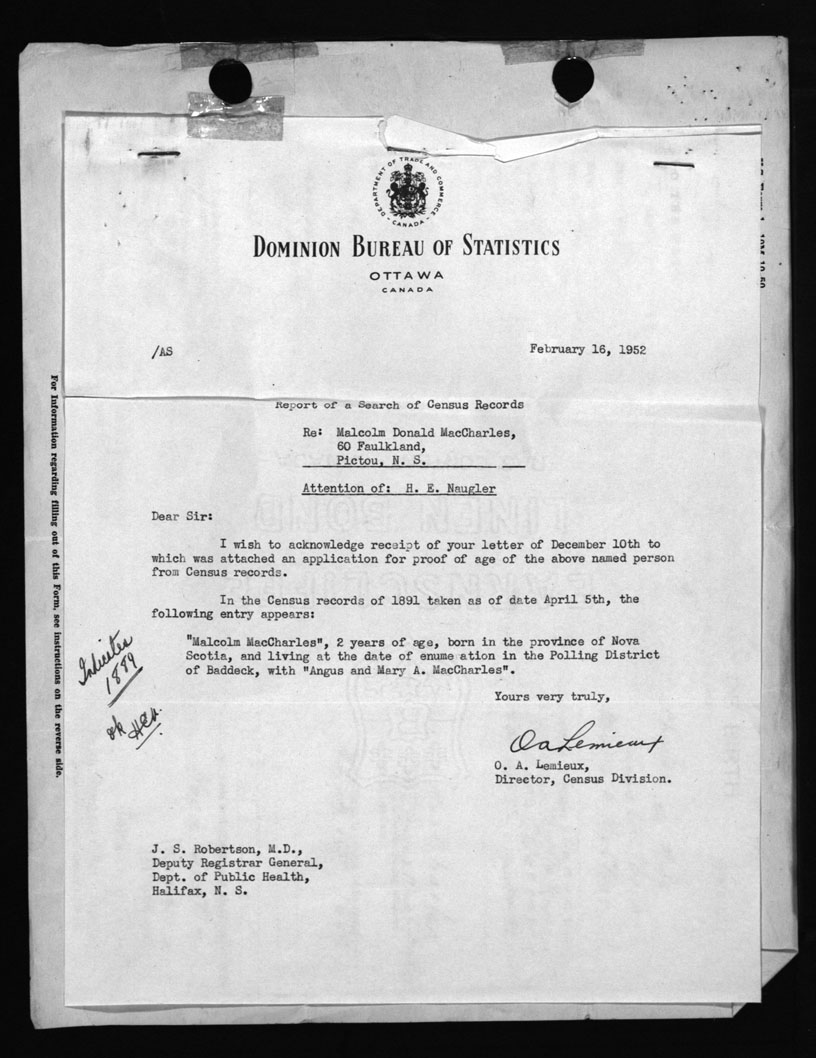 DEPARTMENT OF TRADE AND COMMERCE
- CANADA -
DOMINION BUREAU OF STATISTICS
OTTAWA
CANADA
/AS
February 16, 1952
Report of a Search of Census Records
Re: Malcolm Donald MacCharles,
60 Faulkland,
Pictou, N. S.
Attention of: H. E. Naugler
Dear Sir:
I wish to acknowledge receipt of your letter of December 10th to
which was attached an application for proof of age of the above named person
from Census records.
In the Census records of 1891 taken as of date April 5th, the
following entry appears:
"Malcolm MacCharles", 2 years of age, born in the province of Nova
Scotia, and living at the date of enume ation in the Polling District
of Baddeck, with "Angus and Mary A. MacCharles".
Indicates
1889
ok
Yours very truly,
O A Lemieux
O. A. Lemieux,
Director, Census Division.
J. S. Robertson, M.D.,
Deputy Registrar General,
Dept. of Public Health,
Halifax, N. S.
For Information regarding filling out of this Form, see instructions on the reverse side.